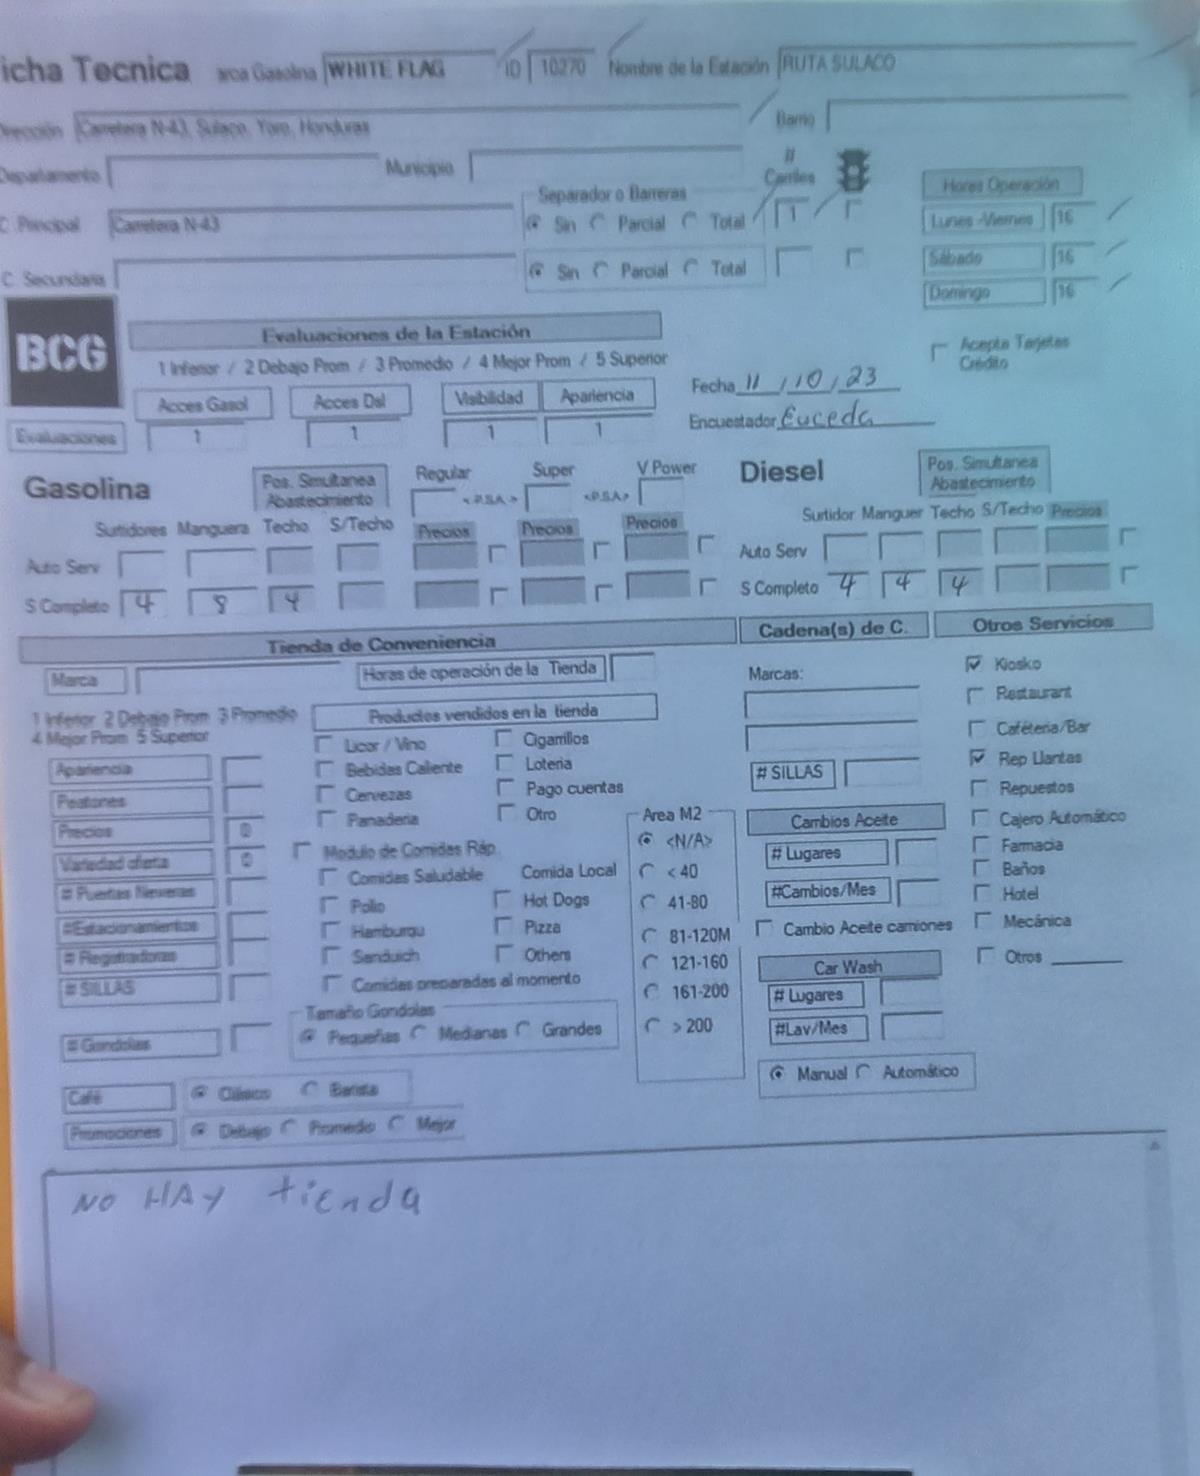 icha Tecnica arca Gasolina WHITE FLAG ID 10270 Nombre de la Estación RUTA SULACO
Dirección Carretera N-43, Sulaco, Yoro, Honduras Barrio
Departamento Municipio # Carriles
Separador o Barreras
C. Principal Carretera N-43 Sin Parcial Total 1
C. Secundaria Sin Parcial Total
Horas Operación
Lunes -Viernes 16
Sábado 16
Domingo 16
BCG
Evaluaciones de la Estación
1 Inferior / 2 Debajo Prom / 3 Promedio / 4 Mejor Prom / 5 Superior
Acepta Tarjetas Crédito
Fecha 11/10/23
Acces Gasol Acces Dsl Visibilidad Apariencia
Encuestador Euceda
Evaluaciones 1 1 1 1
Gasolina Pos. Simultanea Abastecimiento Regular <P.S.A.> Super <P.S.A> V Power
Surtidores Manguera Techo S/Techo Precios Precios Precios
Auto Serv
S Completo 4 8 4
Diesel Pos. Simultanea Abastecimiento
Surtidor Manguer Techo S/Techo Precios
Auto Serv
S Completo 4 4 4
Tienda de Conveniencia
Marca Horas de operación de la Tienda
1 Inferior 2 Debajo Prom 3 Promedio
4 Mejor Prom 5 Superior
Apariencia
Peatones
Precios 0
Variedad oferta 0
# Puertas Neveras
#Estacionamientos
# Registradoras
# SILLAS
# Gondolas
Productos vendidos en la tienda
Licor / Vino Cigarrillos
Bebidas Caliente Loteria
Cervezas Pago cuentas
Panaderia Otro
Modulo de Comidas Ráp.
Comidas Saludable Comida Local
Pollo Hot Dogs
Hamburgu Pizza
Sanduich Others
Comidas preparadas al momento
Tamaño Gondolas
Pequeñas Medianas Grandes
Area M2
<N/A>
< 40
41-80
81-120M
121-160
161-200
> 200
Café Clásico Barista
Promociones Debajo Promedio Mejor
Cadena(s) de C.
Marcas:
# SILLAS
Cambios Aceite
# Lugares
#Cambios/Mes
Cambio Aceite camiones
Car Wash
# Lugares
#Lav/Mes
Manual Automático
Otros Servicios
Kiosko
Restaurant
Caféteria/Bar
Rep Llantas
Repuestos
Cajero Automático
Farmacia
Baños
Hotel
Mecánica
Otros
NO HAY tienda